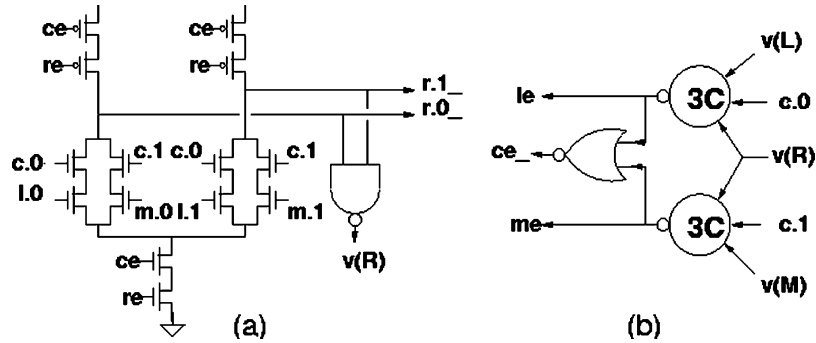 ce
ce
re
re
r.1_
r.0_
c.0
c.1
c.0
c.1
l.0
m.0
l.1
m.1
ce
re
v(R)
(a)
v(L)
le
3C
c.0
ce_
v(R)
me
3C
c.1
v(M)
(b)